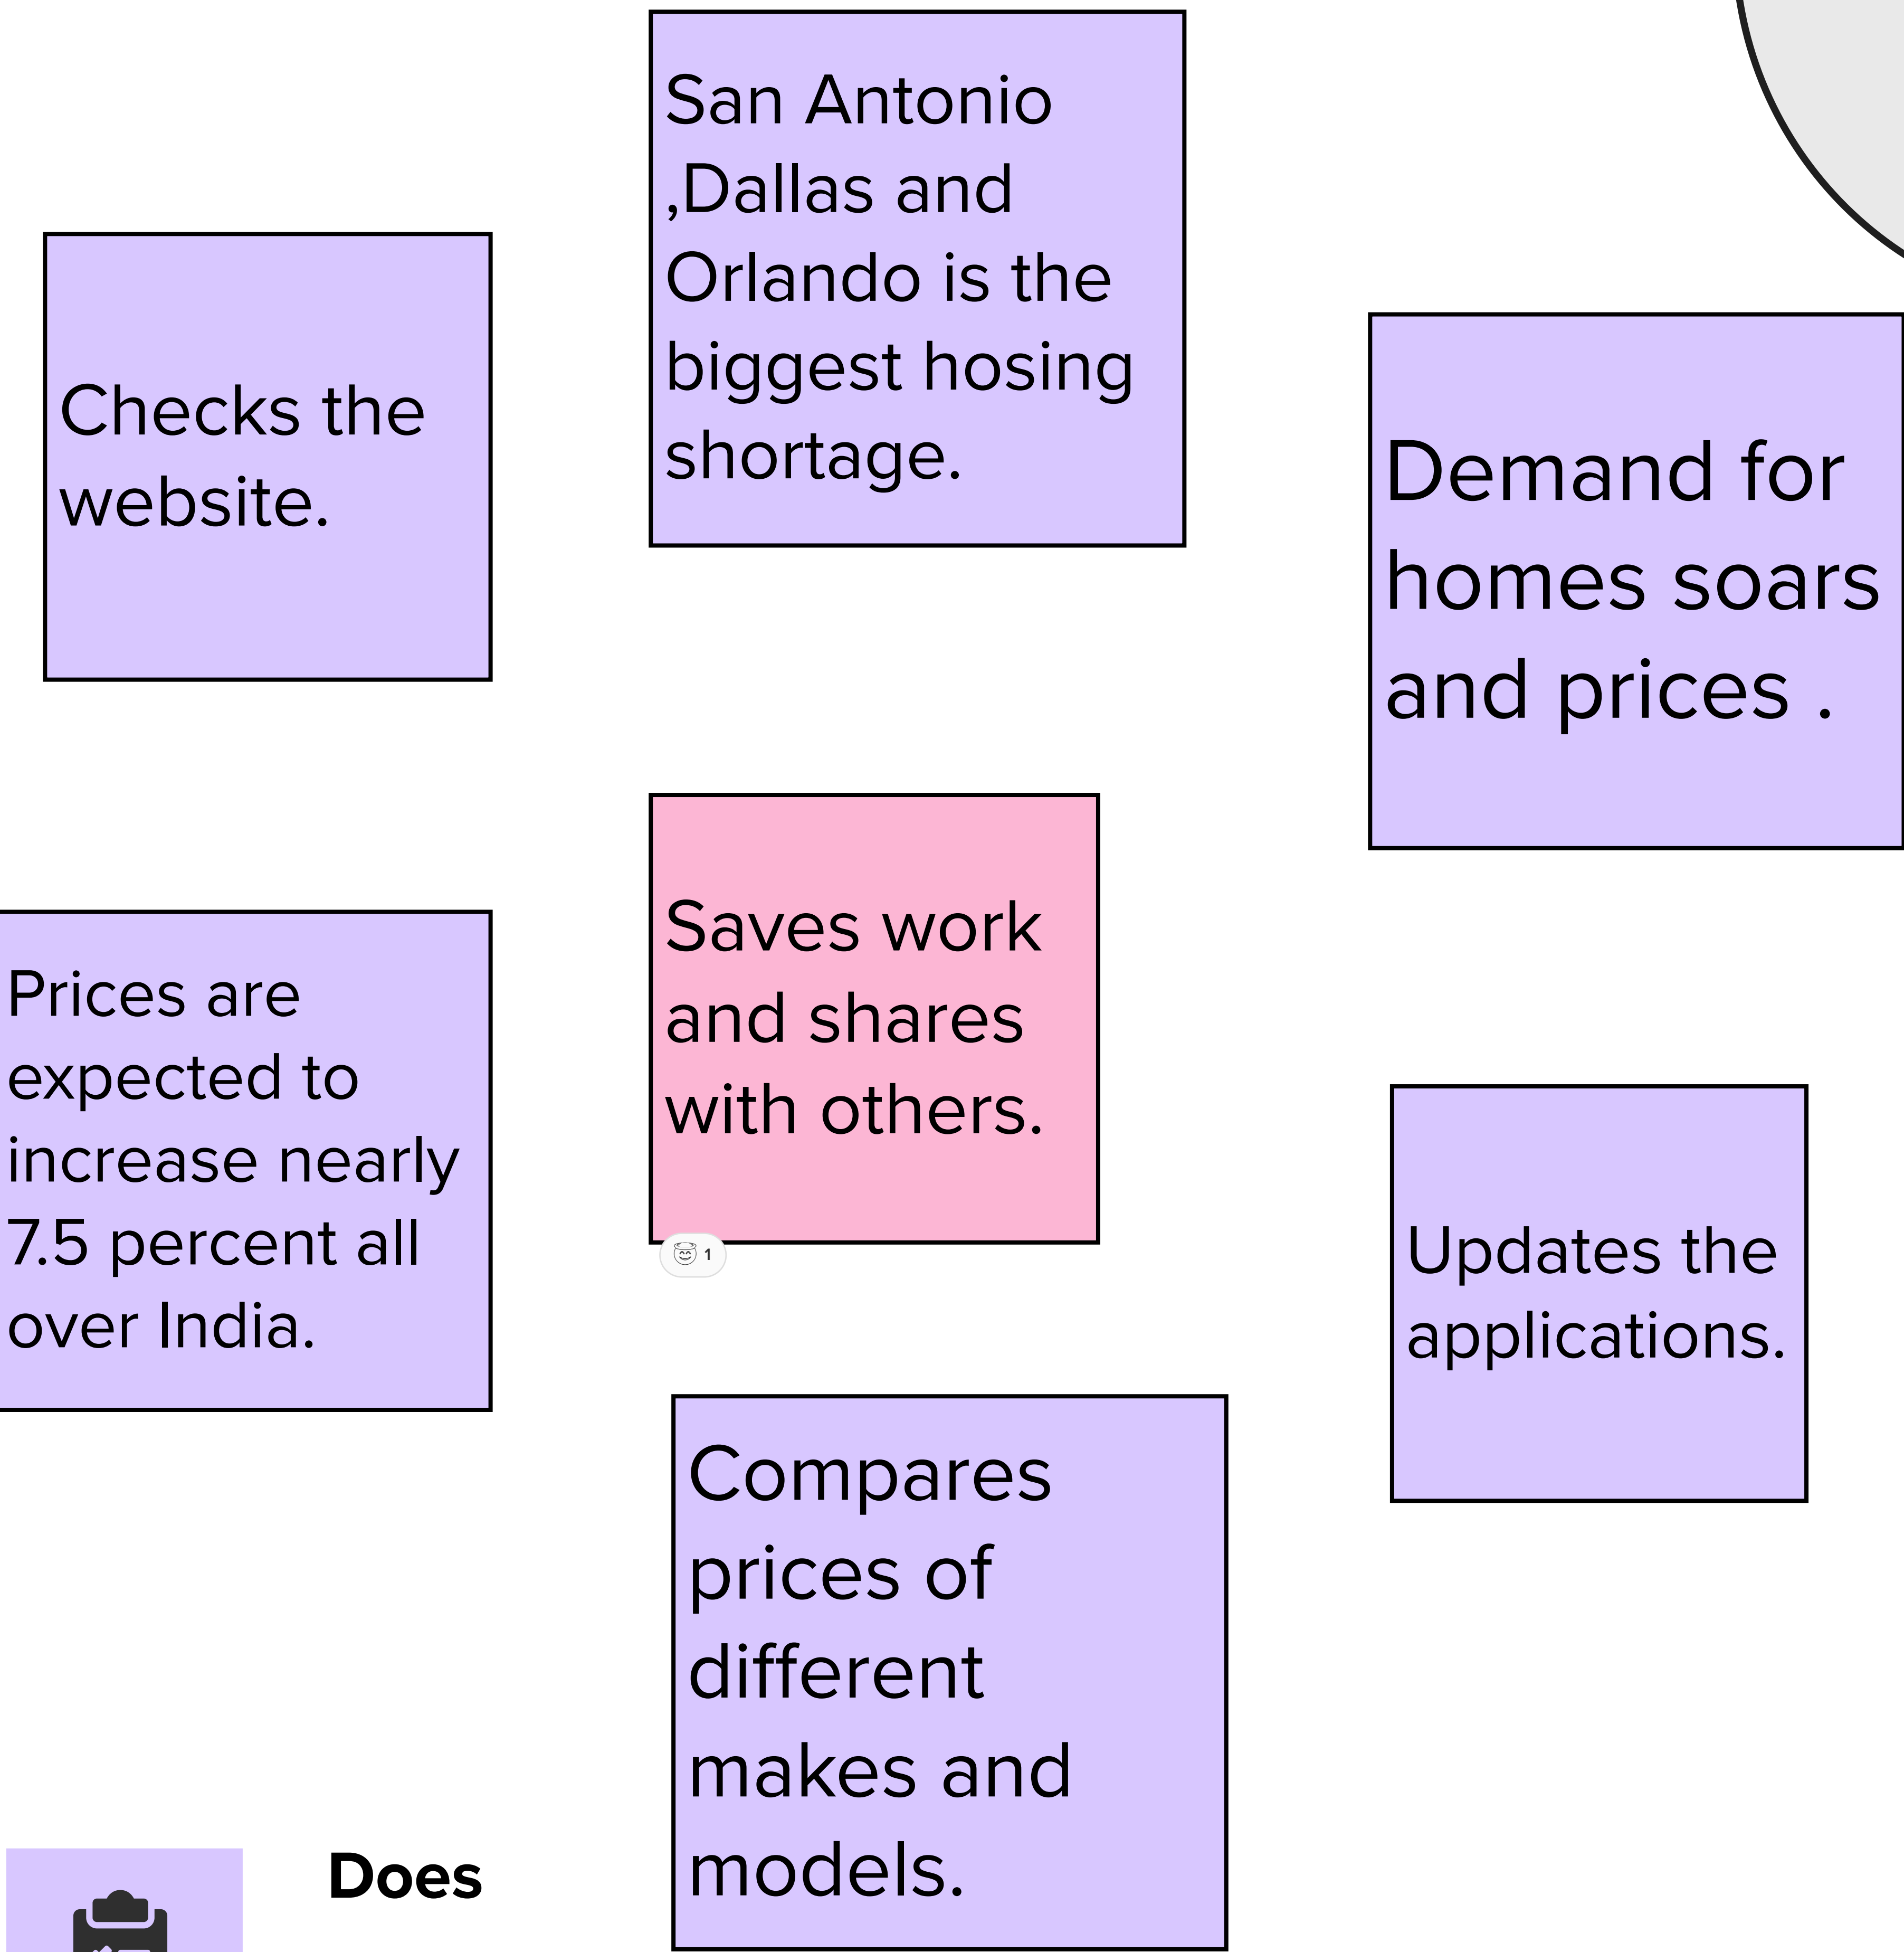 San Antonio
,Dallas and
Orlando is the
biggest hosing
shortage.
Checks the
website.
Demand for
homes soars
and prices .
Saves work
and shares
with others.
1
Prices are
expected to
increase nearly
7.5 percent all
over India.
Updates the
applications.
Compares
prices of
different
makes and
models.
Does